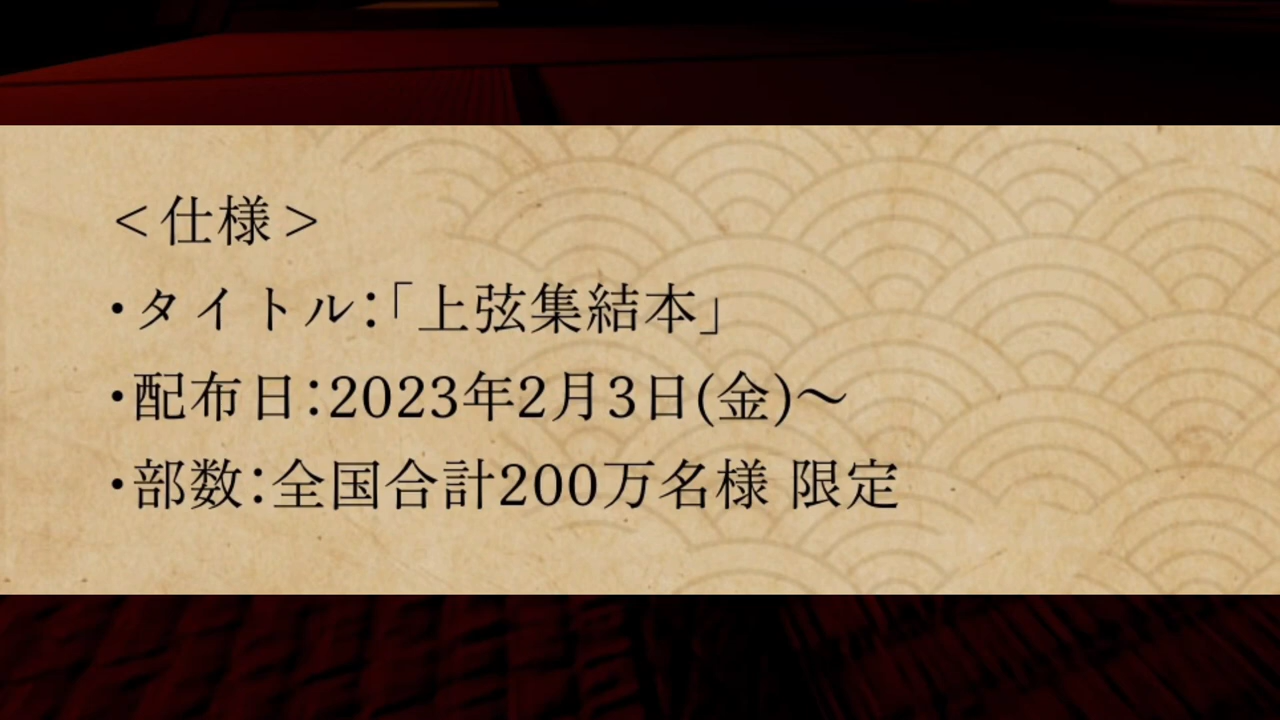 ＜仕様＞
・タイトル：「上弦集結本」
・配布日：2023年2月3日(金)〜
・部数：全国合計200万名様 限定